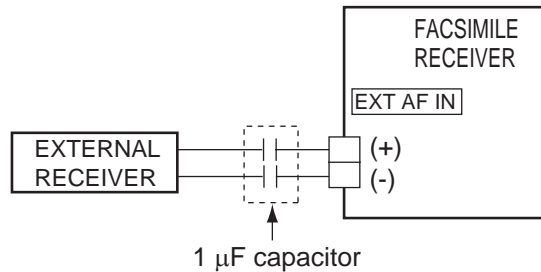 FACSIMILE
RECEIVER
EXT AF IN
EXTERNAL
RECEIVER
(+)
(-)
1 μF capacitor